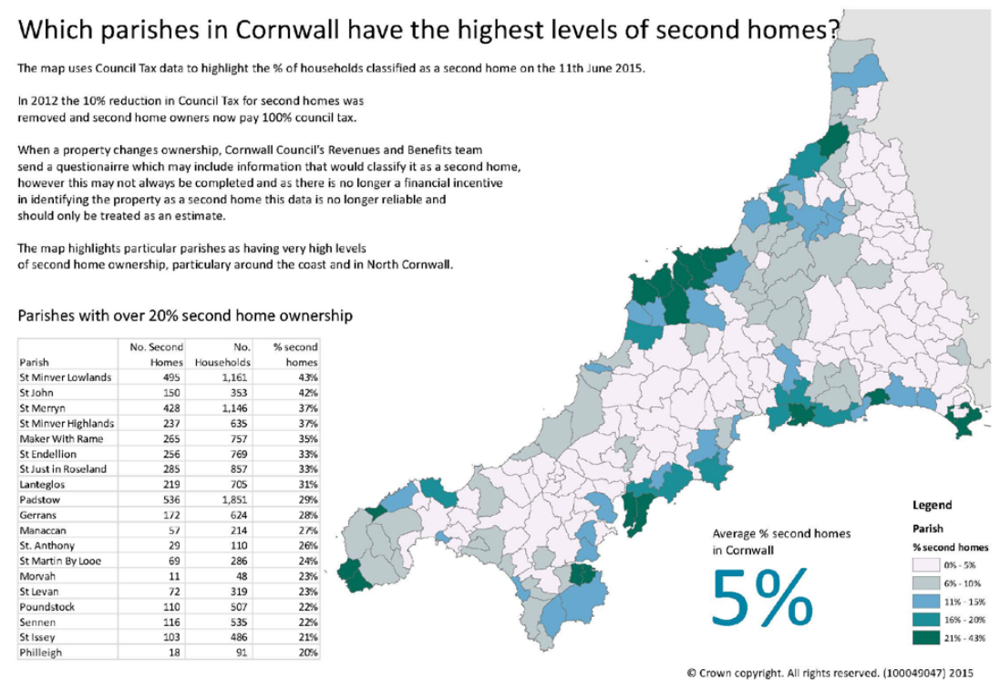 Which parishes in Cornwall have the highest levels of second homes?
The map uses Council Tax data to highlight the % of households classified as a second home on the 11th June 2015.
In 2012 the 10% reduction in Council Tax for second homes was
removed and second home owners now pay 100% council tax.
When a property changes ownership, Cornwall Council's Revenues and Benefits team
send a questionairre which may include information that would classify it as a second home,
however this may not always be completed and as there is no longer a financial incentive
in identifying the property as a second home this data is no longer reliable and
should only be treated as an estimate.
The map highlights particular parishes as having very high levels
of second home ownership, particulary around the coast and in North Cornwall.
Parishes with over 20% second home ownership
No. Second No. % second
Parish Homes Households homes
St Minver Lowlands 495 1,161 43%
St John 150 353 42%
St Merryn 428 1,146 37%
St Minver Highlands 237 635 37%
Maker With Rame 265 757 35%
St Endellion 256 769 33%
St Just in Roseland 285 857 33%
Lanteglos 219 705 31%
Padstow 536 1,851 29%
Gerrans 172 624 28%
Manaccan 57 214 27%
St. Anthony 29 110 26%
St Martin By Looe 69 286 24%
Morvah 11 48 23%
St Levan 72 319 23%
Poundstock 110 507 22%
Sennen 116 535 22%
St Issey 103 486 21%
Philleigh 18 91 20%
Average % second homes
in Cornwall
5%
Legend
Parish
% second homes
0% - 5%
6% - 10%
11% - 15%
16% - 20%
21% - 43%
© Crown copyright. All rights reserved. (100049047) 2015